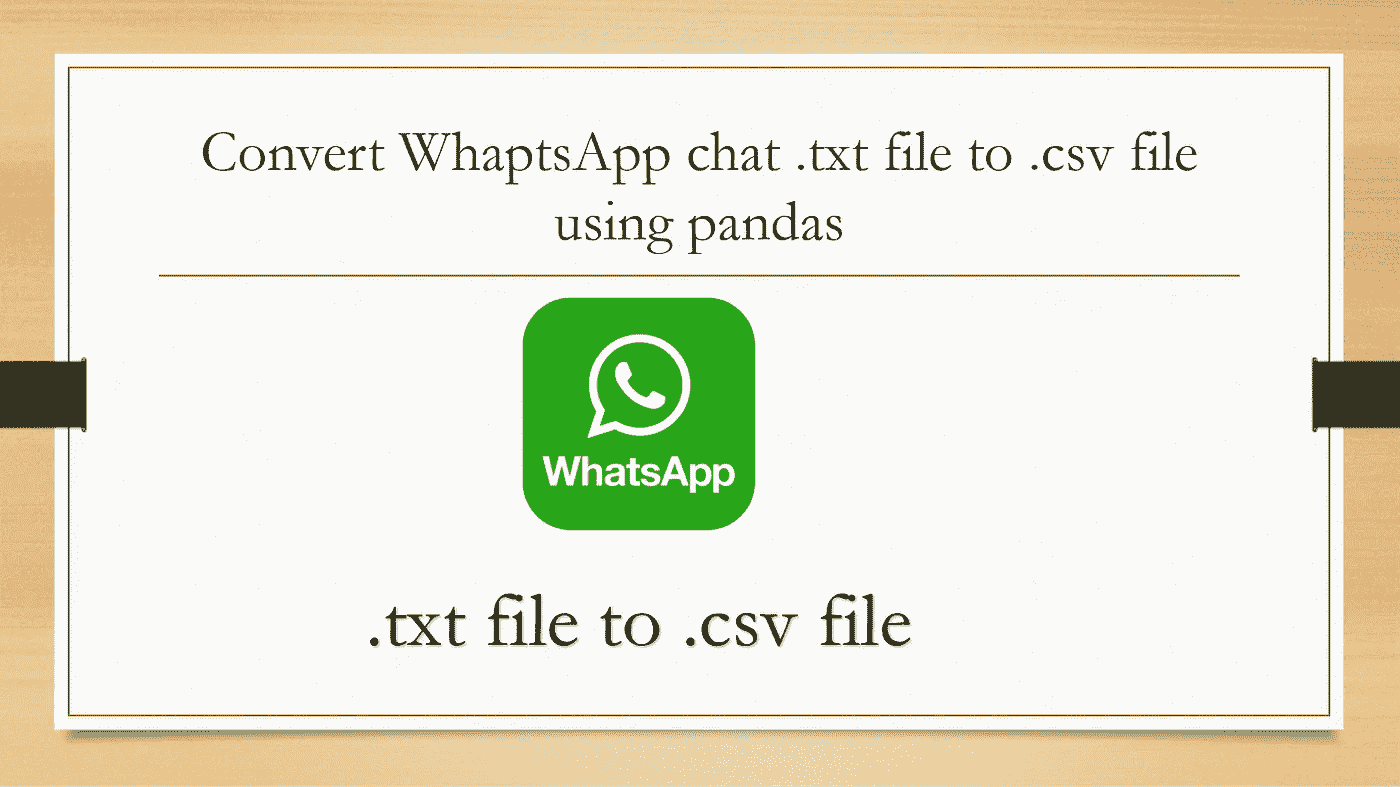 Convert WhaptsApp chat .txt file to .csv file
using pandas
WhatsApp
.txt file to .csv file